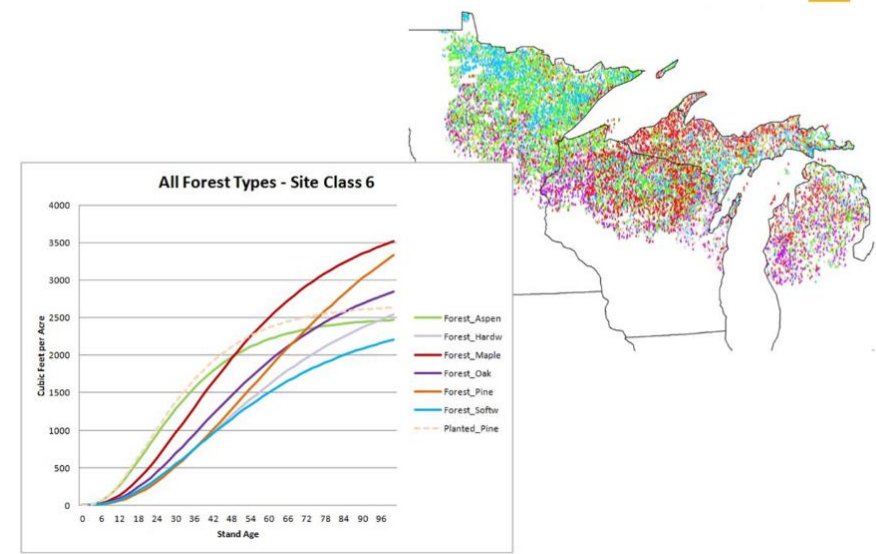 All Forest Types - Site Class 6
4000
3500
3000
2500
2000
1500
1000
500
0
Cubic Feet per Acre
0 6 12 18 24 30 36 42 48 54 60 66 72 78 84 90 96
Stand Age
Forest_Aspen
Forest_Hardw
Forest_Maple
Forest_Oak
Forest_Pine
Forest_Softw
Planted_Pine